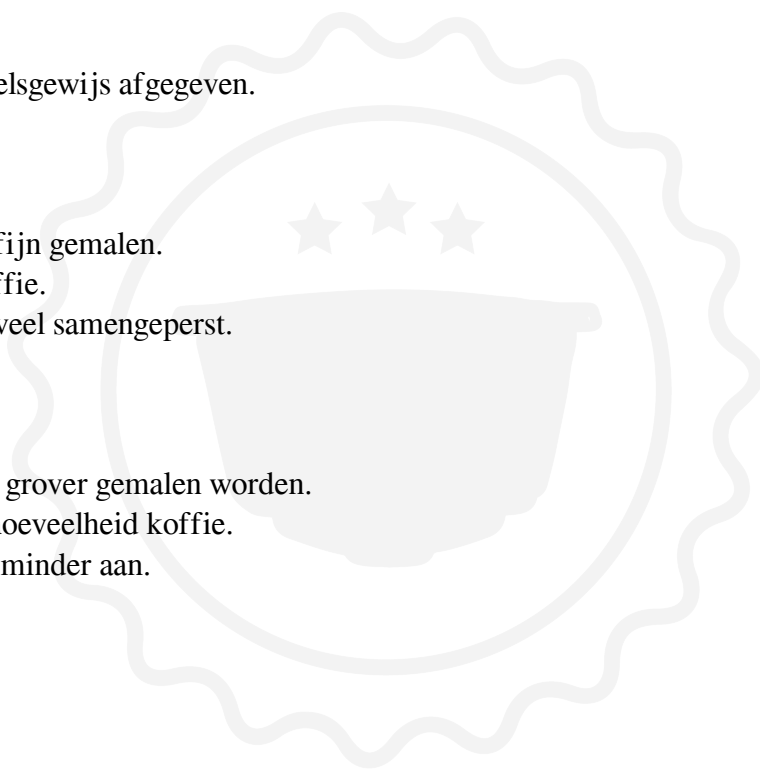 elsgewijs afgegeven.
fijn gemalen.
ffie.
veel samengeperst.
grover gemalen worden.
oeveelheid koffie.
minder aan.